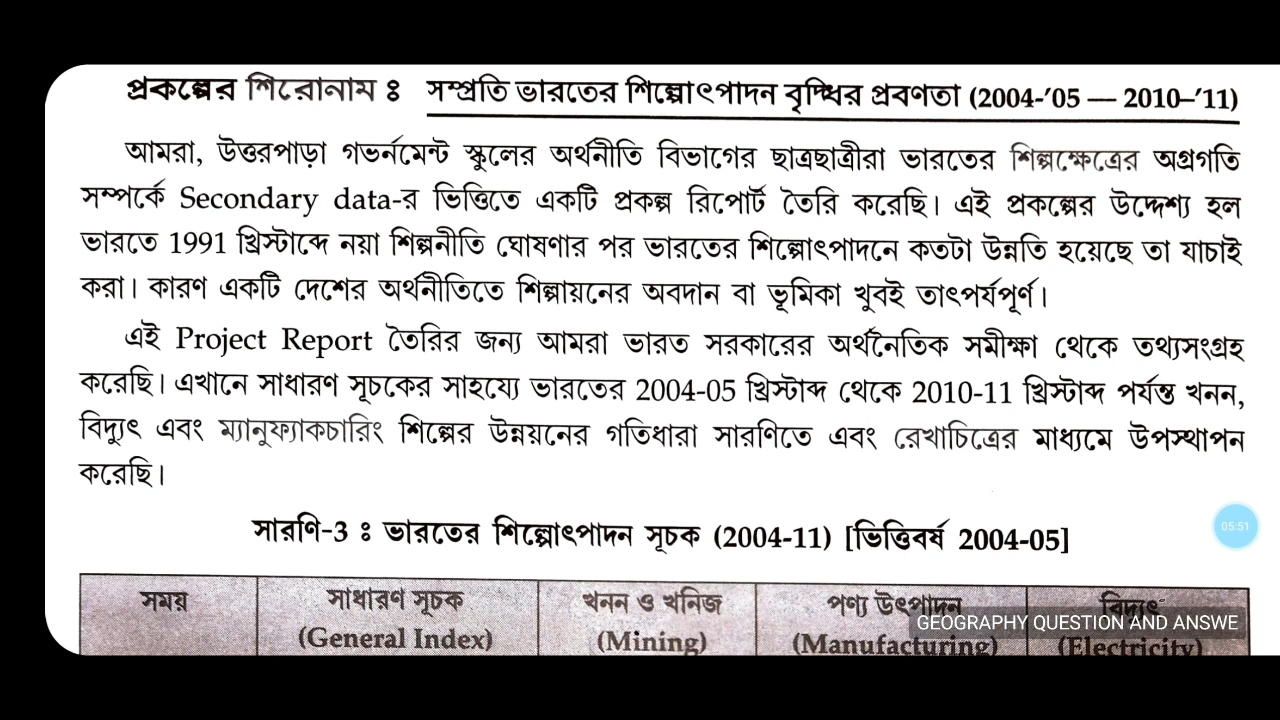 প্রকল্পের শিরোনাম ঃ সম্প্রতি ভারতের শিল্পোৎপাদন বৃদ্ধির প্রবণতা (2004-'05 — 2010-'11)
আমরা, উত্তরপাড়া গভর্নমেন্ট স্কুলের অর্থনীতি বিভাগের ছাত্রছাত্রীরা ভারতের শিল্পক্ষেত্রের অগ্রগতি
সম্পর্কে Secondary data-র ভিত্তিতে একটি প্রকল্প রিপোর্ট তৈরি করেছি। এই প্রকল্পের উদ্দেশ্য হল
ভারতে 1991 খ্রিস্টাব্দে নয়া শিল্পনীতি ঘোষণার পর ভারতের শিল্পোৎপাদনে কতটা উন্নতি হয়েছে তা যাচাই
করা। কারণ একটি দেশের অর্থনীতিতে শিল্পায়নের অবদান বা ভূমিকা খুবই তাৎপর্যপূর্ণ।
এই Project Report তৈরির জন্য আমরা ভারত সরকারের অর্থনৈতিক সমীক্ষা থেকে তথ্যসংগ্রহ
করেছি। এখানে সাধারণ সূচকের সাহয্যে ভারতের 2004-05 খ্রিস্টাব্দ থেকে 2010-11 খ্রিস্টাব্দ পর্যন্ত খনন,
বিদ্যুৎ এবং ম্যানুফ্যাকচারিং শিল্পের উন্নয়নের গতিধারা সারণিতে এবং রেখাচিত্রের মাধ্যমে উপস্থাপন
করেছি।
05:51
সারণি-3 ঃ ভারতের শিল্পোৎপাদন সূচক (2004-11) [ভিত্তিবর্ষ 2004-05]
সময় সাধারণ সূচক খনন ও খনিজ পণ্য উৎপাদন বিদ্যুৎ
GEOGRAPHY QUESTION AND ANSWE
(General Index) (Mining) (Manufacturing) (Electricity)